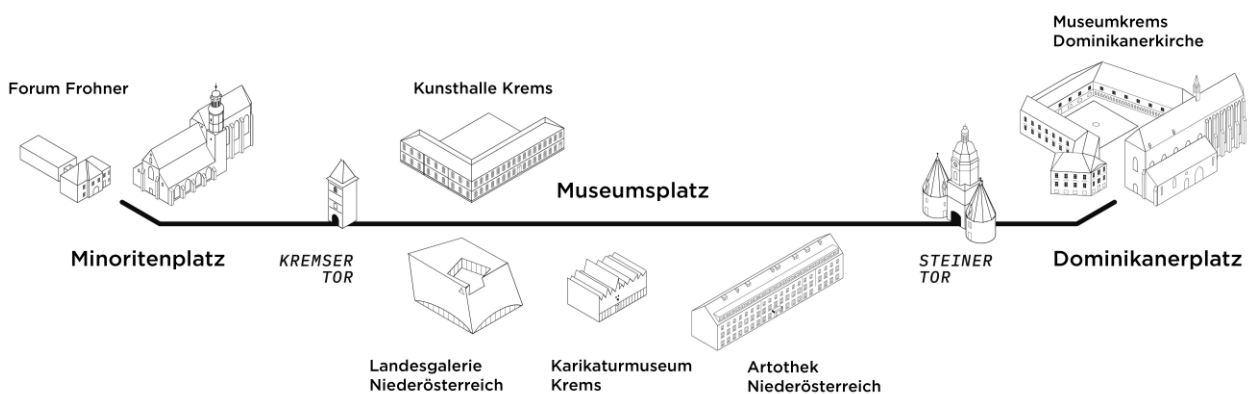 Museumkrems
Dominikanerkirche
Forum Frohner
Kunsthalle Krems
Museumsplatz
Minoritenplatz
KREMSER
TOR
STEINER
TOR
Dominikanerplatz
Landesgalerie
Niederösterreich
Karikaturmuseum
Krems
Artothek
Niederösterreich